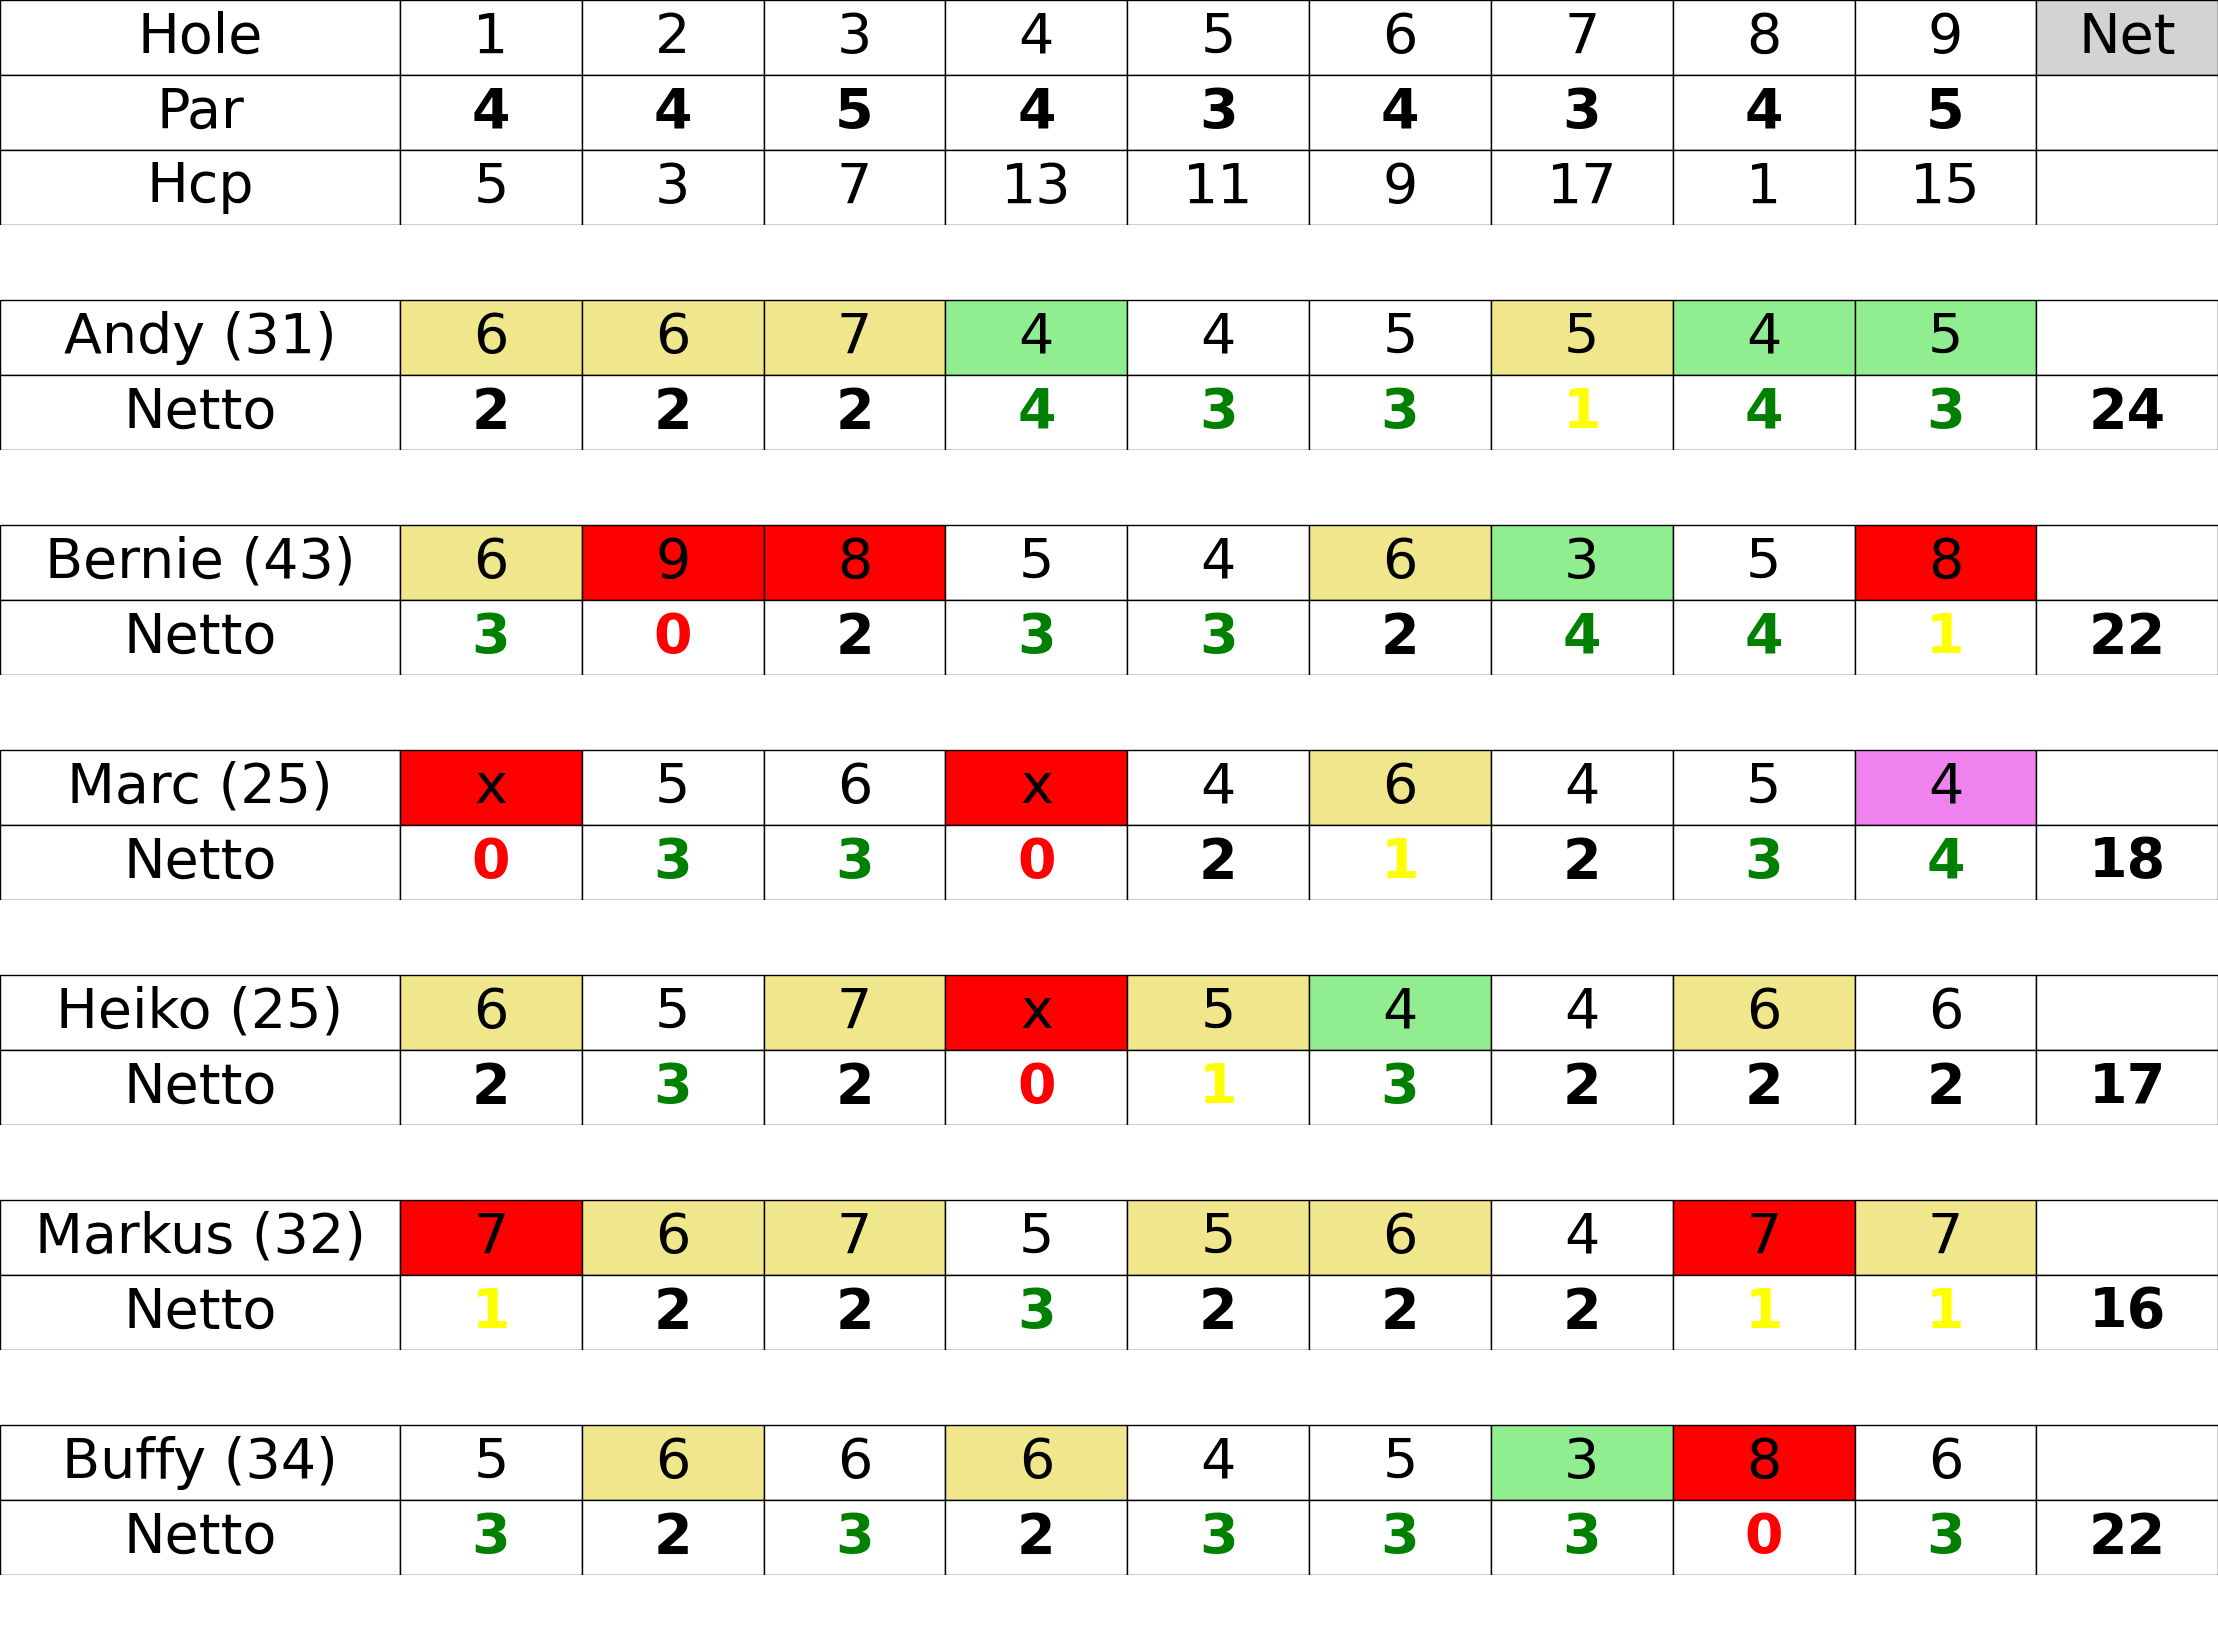 Hole 1 2 3 4 5 6 7 8 9 Net
Par 4 4 5 4 3 4 3 4 5
Hcp 5 3 7 13 11 9 17 1 15
Andy (31) 6 6 7 4 4 5 5 4 5
Netto 2 2 2 4 3 3 1 4 3 24
Bernie (43) 6 9 8 5 4 6 3 5 8
Netto 3 0 2 3 3 2 4 4 1 22
Marc (25) x 5 6 x 4 6 4 5 4
Netto 0 3 3 0 2 1 2 3 4 18
Heiko (25) 6 5 7 x 5 4 4 6 6
Netto 2 3 2 0 1 3 2 2 2 17
Markus (32) 7 6 7 5 5 6 4 7 7
Netto 1 2 2 3 2 2 2 1 1 16
Buffy (34) 5 6 6 6 4 5 3 8 6
Netto 3 2 3 2 3 3 3 0 3 22